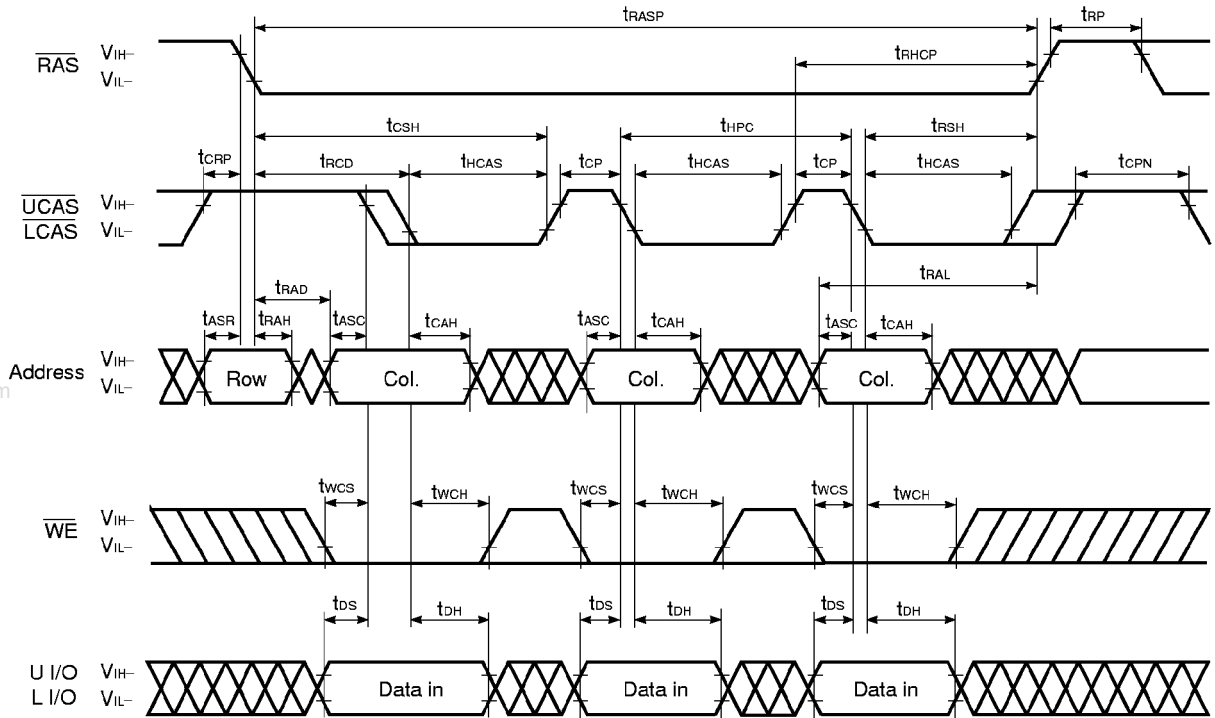 tRASP tRP
RAS VIH– VIL– tRHCP
tCSH tHPC tRSH
tCRP tRCD tHCAS tCP tHCAS tCP tHCAS tCPN
UCAS VIH–
LCAS VIL–
tRAD tRAL
tASR tRAH tASC tCAH tASC tCAH tASC tCAH
Address VIH– VIL– Row Col. Col. Col.
m
tWCS tWCH tWCS tWCH tWCS tWCH
WE VIH– VIL–
tDS tDH tDS tDH tDS tDH
U I/O VIH–
L I/O VIL– Data in Data in Data in